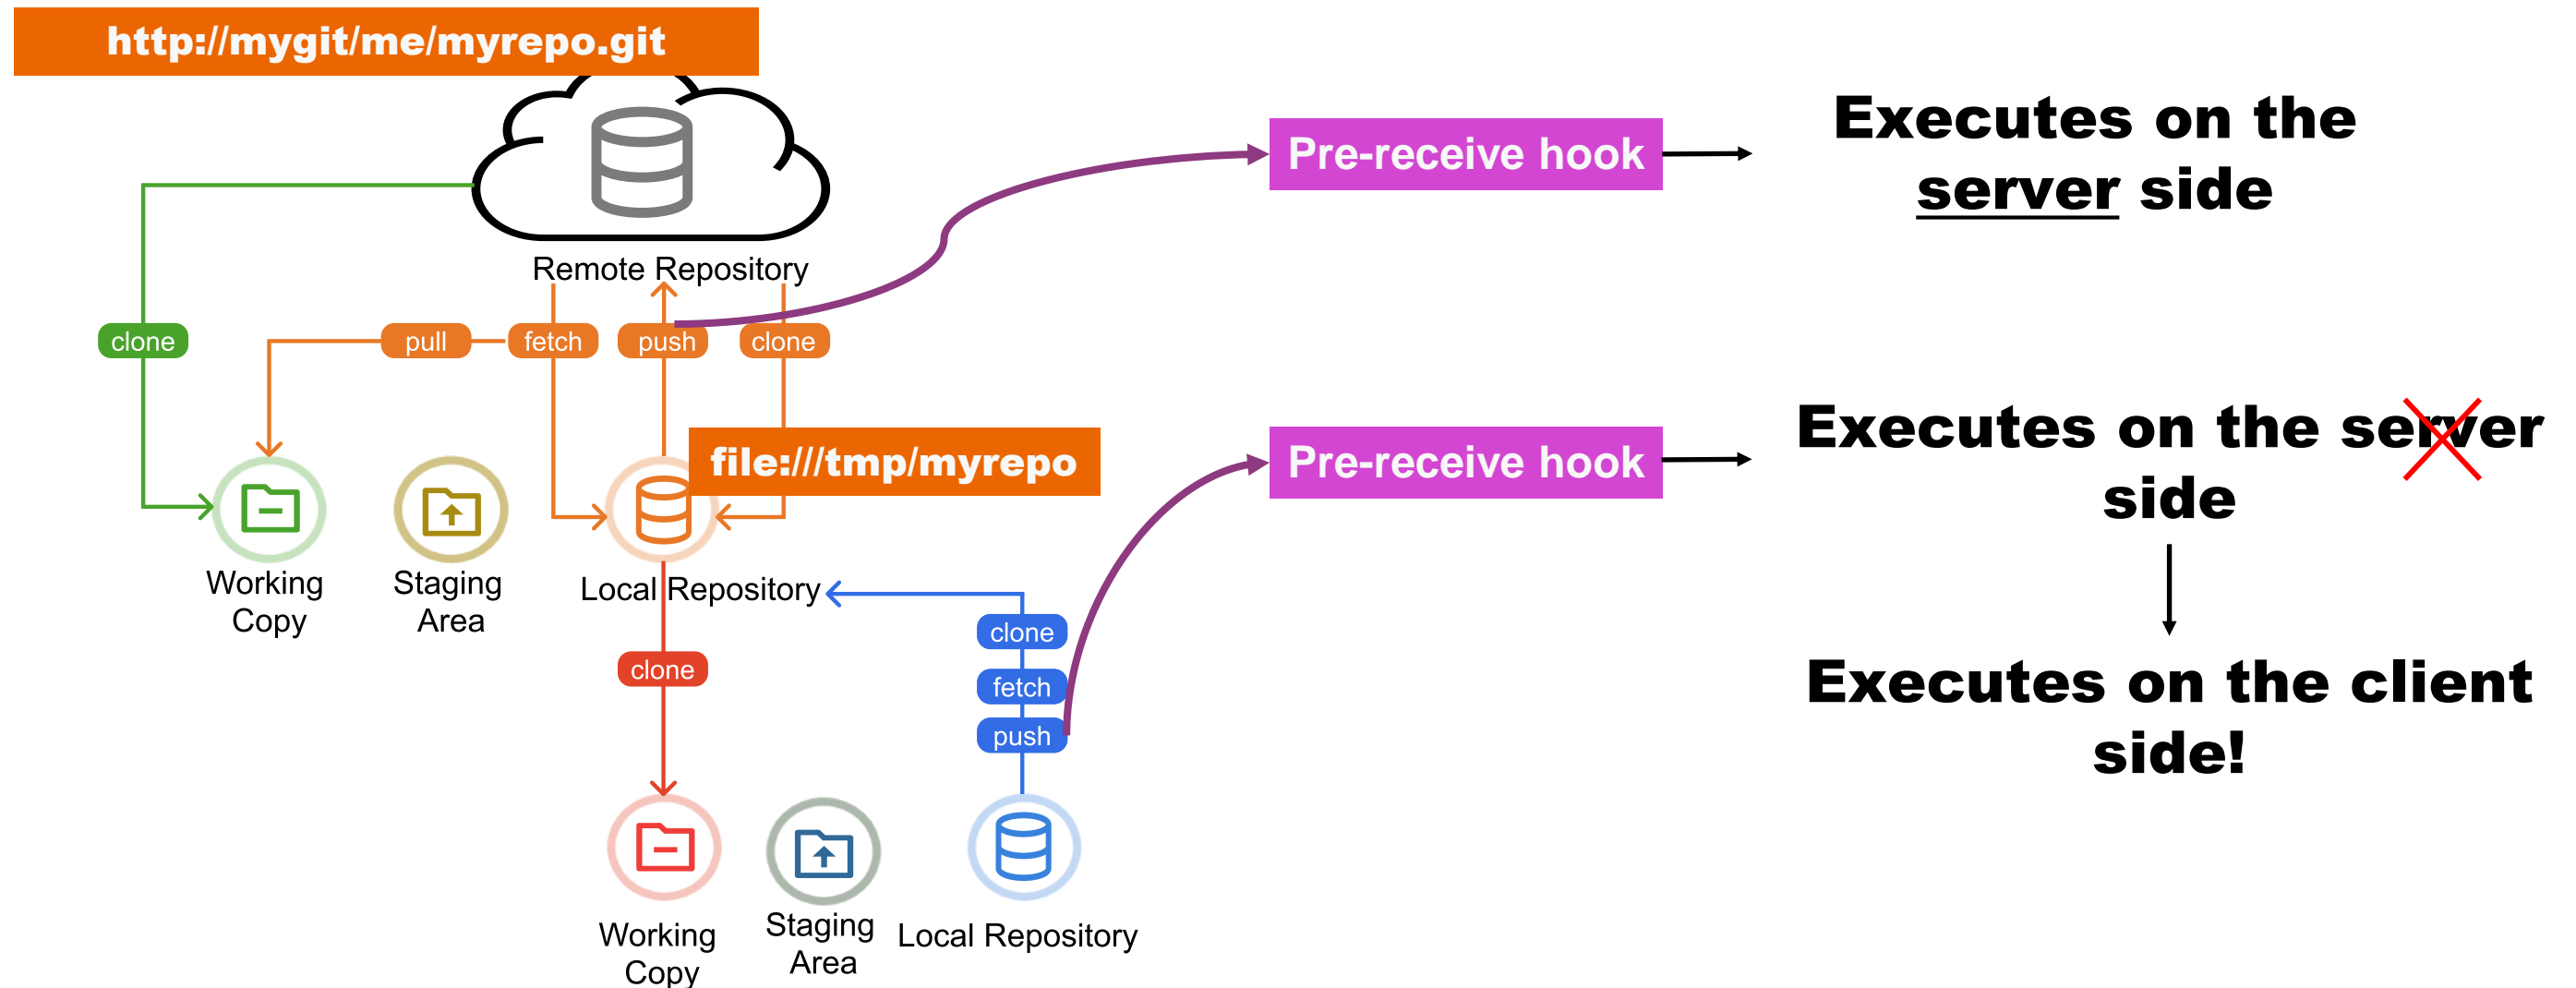 http://mygit/me/myrepo.git
Pre-receive hook
Executes on the
server side
Remote Repository
clone
pull
fetch
push
clone
file:///tmp/myrepo
Pre-receive hook
Executes on the server
side
Working
Copy
Staging
Area
Local Repository
clone
fetch
push
clone
Executes on the client
side!
Working
Copy
Staging
Area
Local Repository